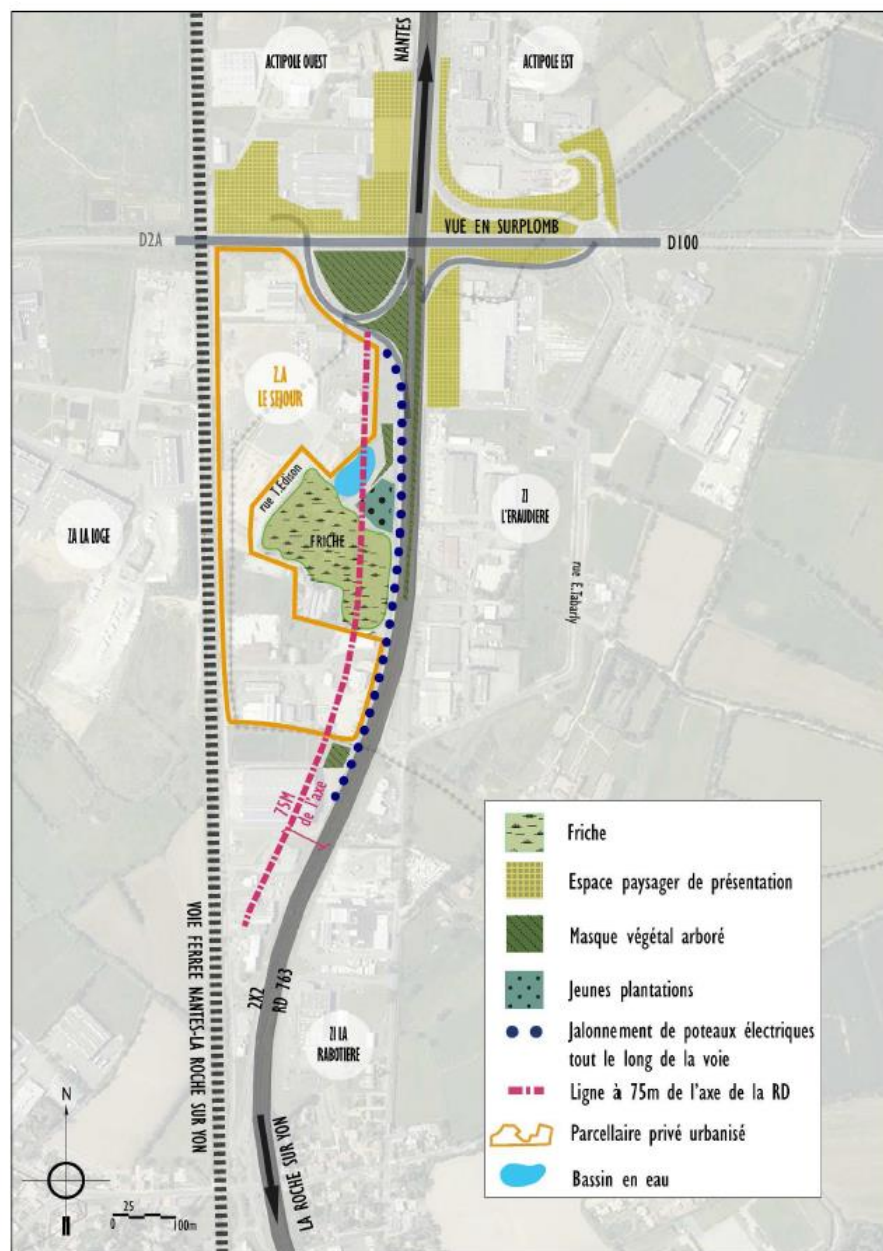 ACTIPOLE OUEST
NANTES
ACTIPOLE EST
VUE EN SURPLOMB
D2A
D100
Z.A
LE SEJOUR
rue T.Edison
FRICHE
ZA LA LOGE
ZI
L'ERAUDIERE
rue E.Tabarly
75M
de l'axe
VOIE FERREE NANTES-LA ROCHE SUR YON
2X2
RD 763
ZI LA
RABOTIERE
LA ROCHE SUR YON
N
25
0
100m
Friche
Espace paysager de présentation
Masque végétal arboré
Jeunes plantations
Jalonnement de poteaux électriques
tout le long de la voie
Ligne à 75m de l'axe de la RD
Parcellaire privé urbanisé
Bassin en eau